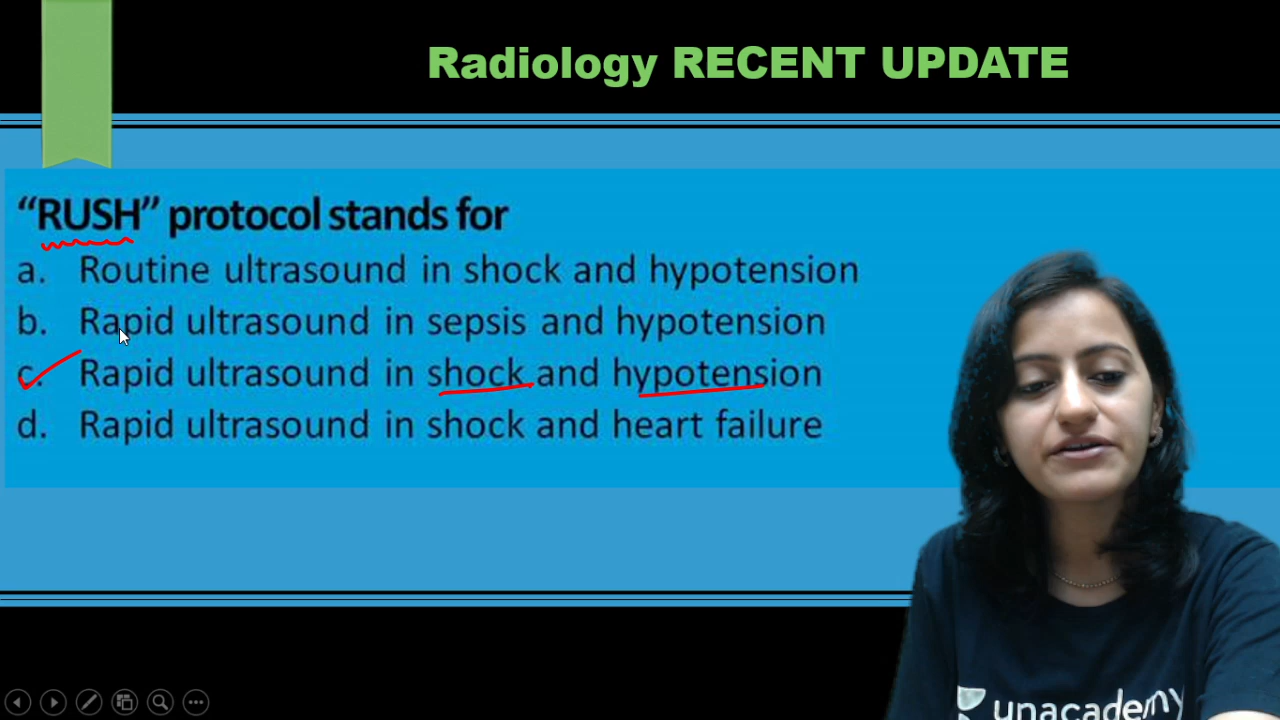 Radiology RECENT UPDATE
“RUSH” protocol stands for
a. Routine ultrasound in shock and hypotension
b. Rapid ultrasound in sepsis and hypotension
c. Rapid ultrasound in shock and hypotension
d. Rapid ultrasound in shock and heart failure
unacademy